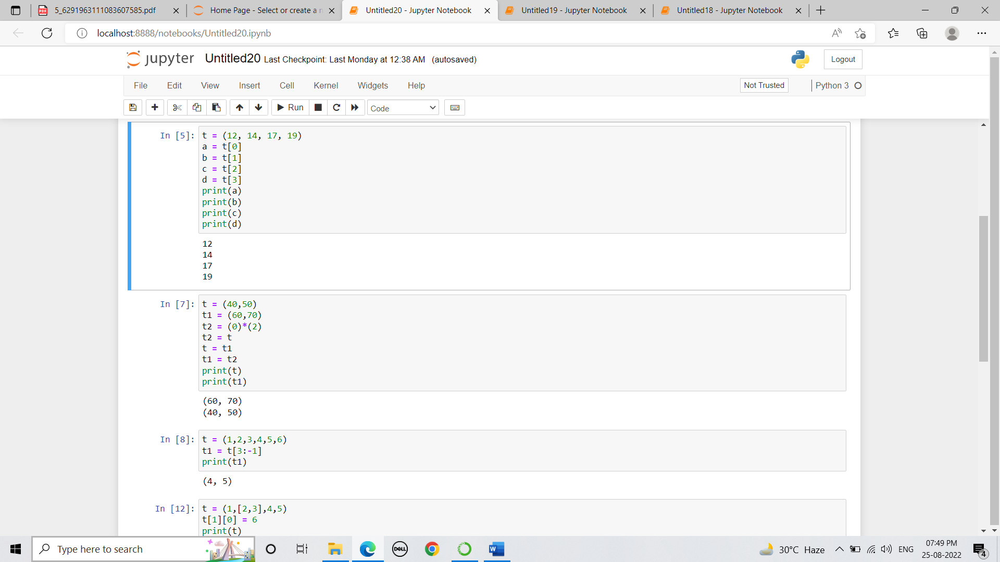 5_6291963111083607585.pdf
Home Page - Select or create a n
Untitled20 - Jupyter Notebook
Untitled19 - Jupyter Notebook
Untitled18 - Jupyter Notebook
localhost:8888/notebooks/Untitled20.ipynb
jupyter Untitled20 Last Checkpoint: Last Monday at 12:38 AM (autosaved)
Logout
File Edit View Insert Cell Kernel Widgets Help
Not Trusted
Python 3
Run
Code
In [5]: t = (12, 14, 17, 19)
a = t[0]
b = t[1]
c = t[2]
d = t[3]
print(a)
print(b)
print(c)
print(d)
12
14
17
19
In [7]: t = (40,50)
t1 = (60,70)
t2 = (0)*(2)
t2 = t
t = t1
t1 = t2
print(t)
print(t1)
(60, 70)
(40, 50)
In [8]: t = (1,2,3,4,5,6)
t1 = t[3:-1]
print(t1)
(4, 5)
In [12]: t = (1,[2,3],4,5)
t[1][0] = 6
print(t)
Type here to search
DELL
30°C Haze
ENG
07:49 PM
25-08-2022
4